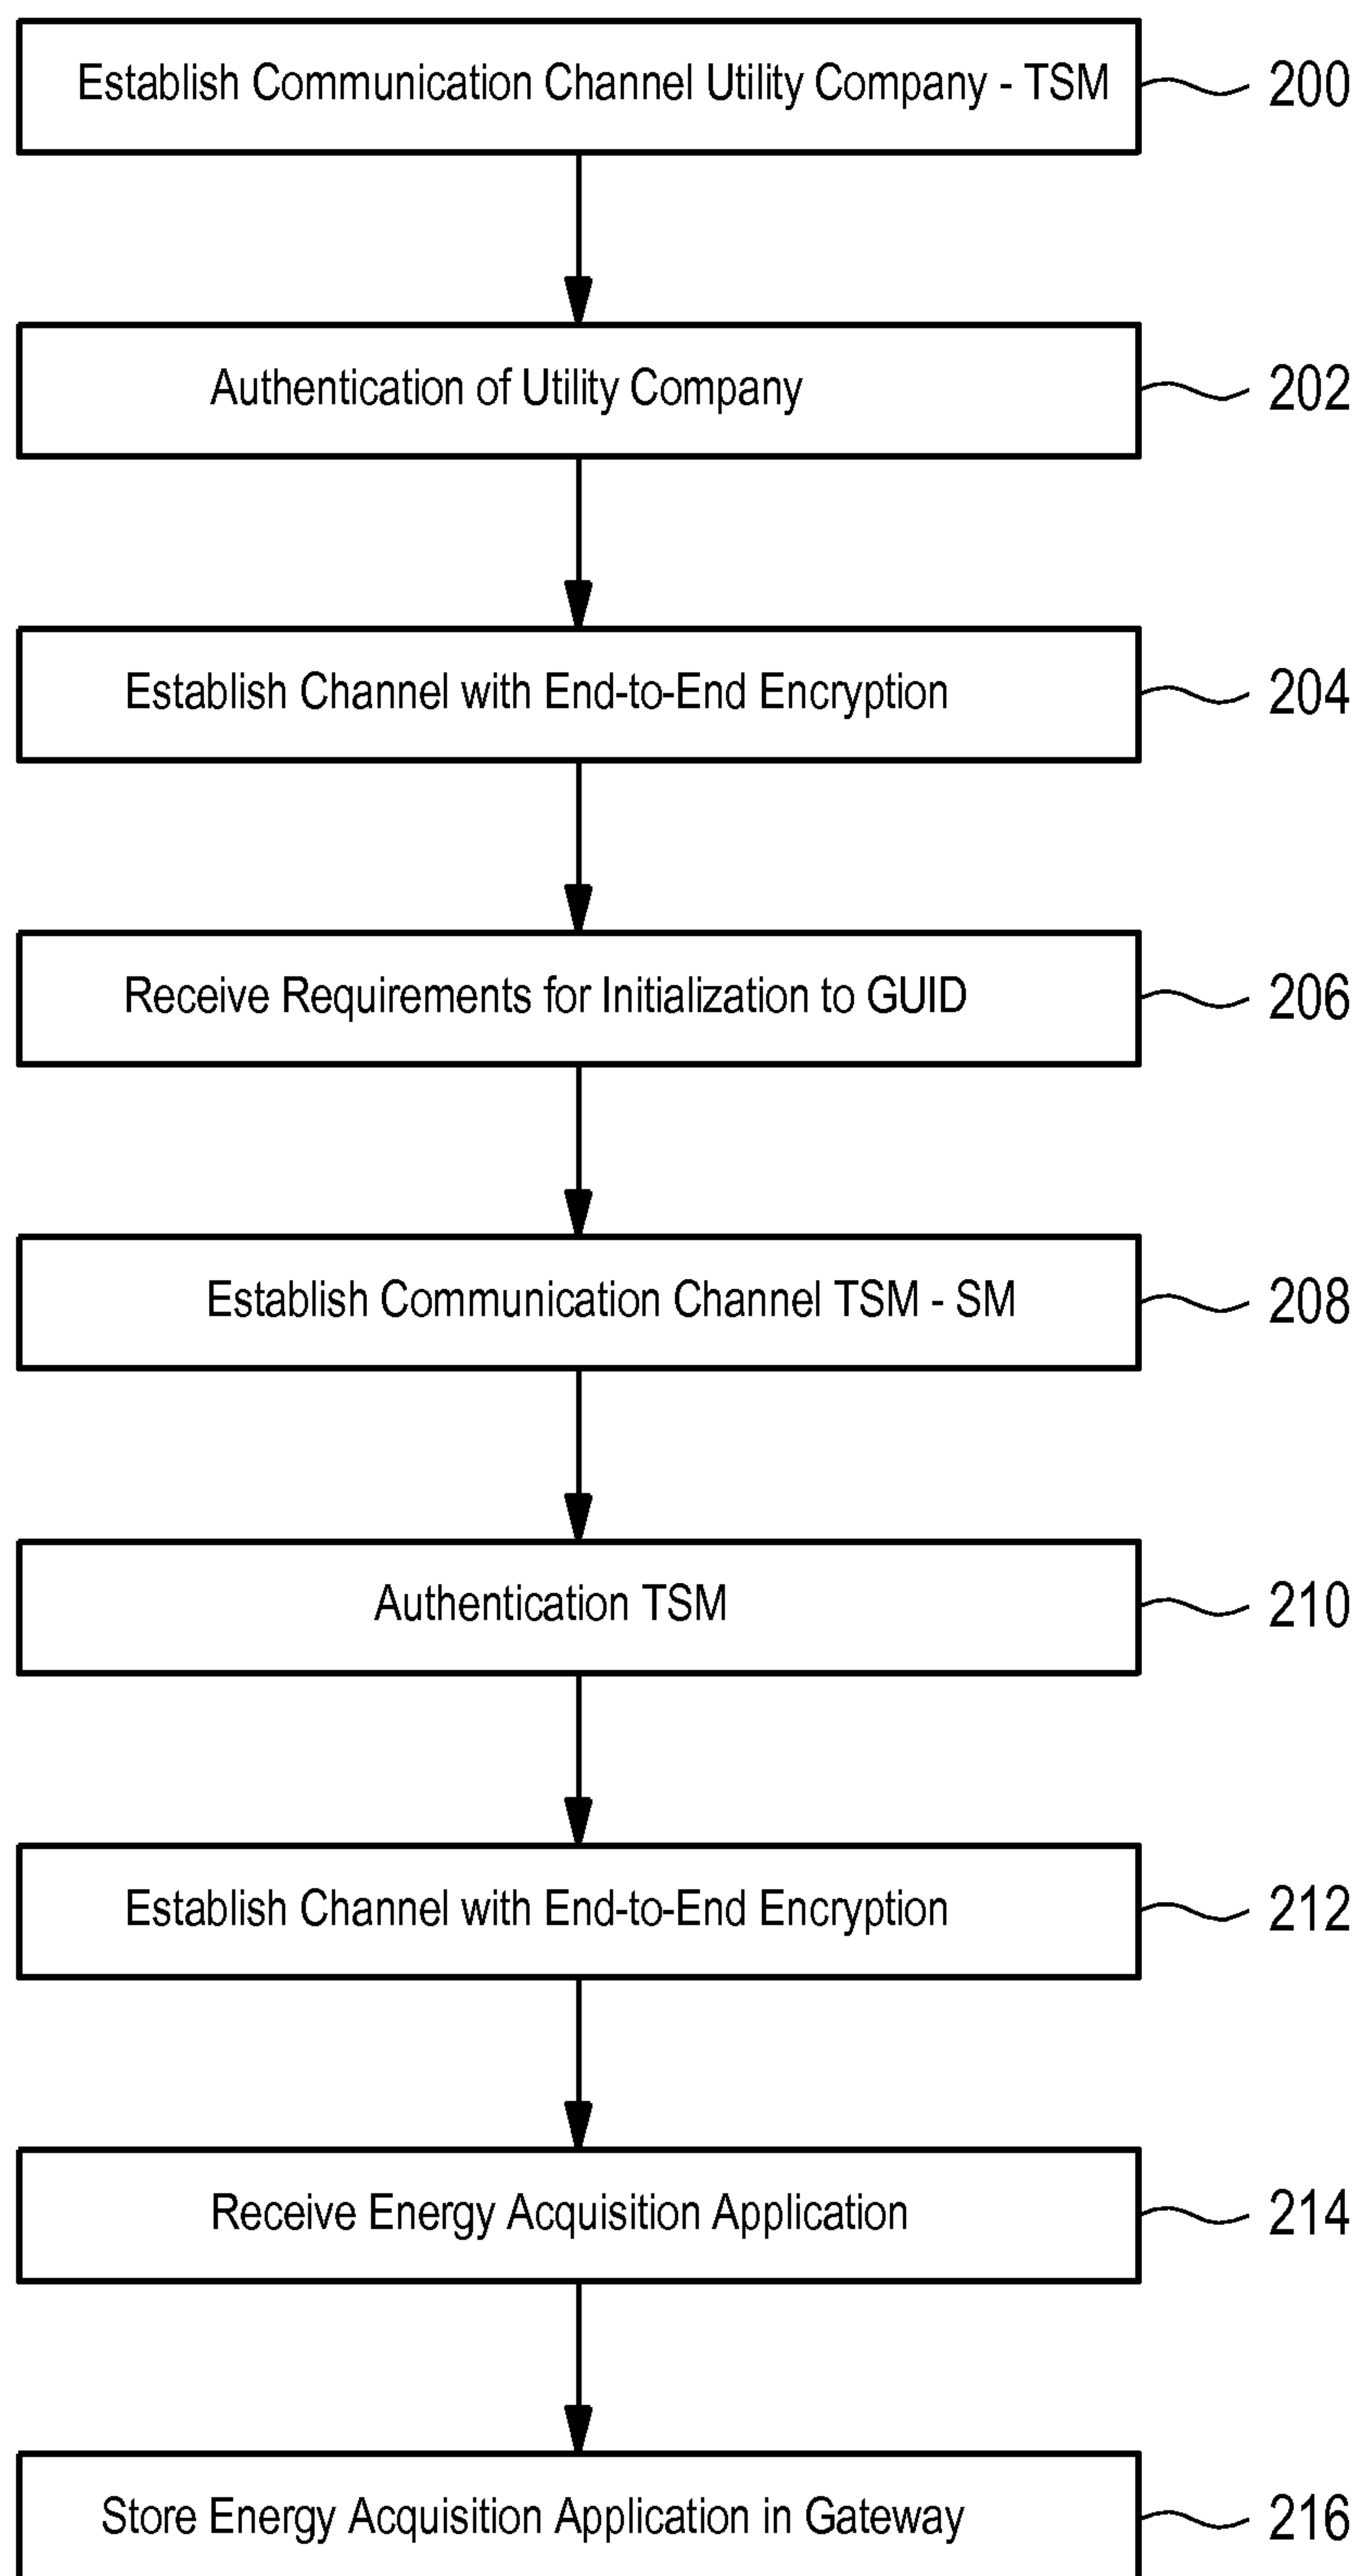 Establish Communication Channel Utility Company - TSM 200
Authentication of Utility Company 202
Establish Channel with End-to-End Encryption 204
Receive Requirements for Initialization to GUID 206
Establish Communication Channel TSM - SM 208
Authentication TSM 210
Establish Channel with End-to-End Encryption 212
Receive Energy Acquisition Application 214
Store Energy Acquisition Application in Gateway 216